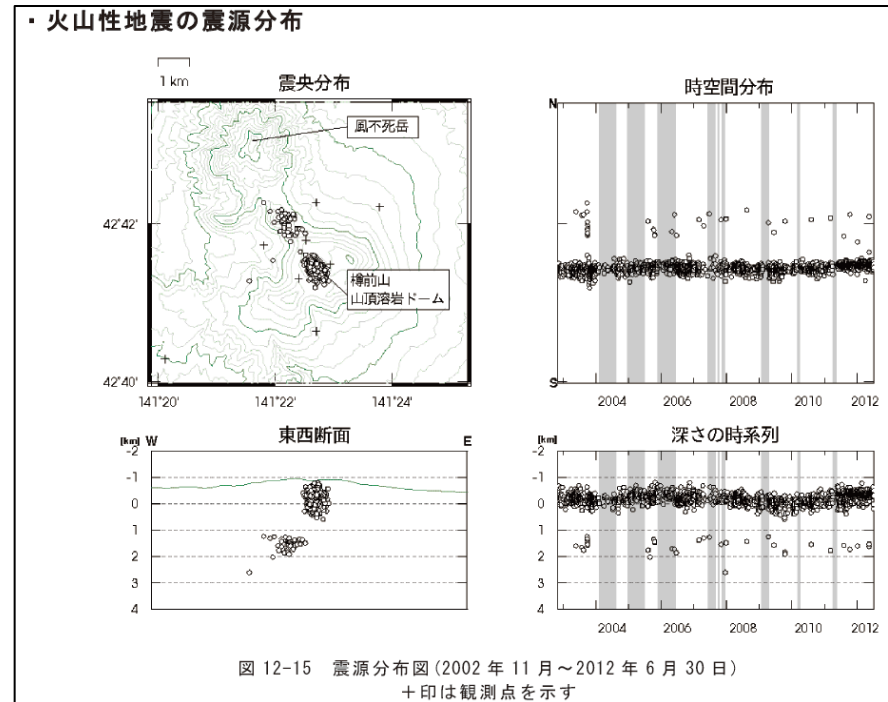 ・火山性地震の震源分布
1 km
震央分布
風不死岳
42°42'
樽前山
山頂溶岩ドーム
42°40'
141°20' 141°22' 141°24'
時空間分布
N
S
2004 2006 2008 2010 2012
東西断面
[km] W E
-2
-1
0
1
2
3
4
深さの時系列
[km]
-2
-1
0
1
2
3
4
2004 2006 2008 2010 2012
図 12-15 震源分布図(2002 年 11 月～2012 年 6 月 30 日)
＋印は観測点を示す